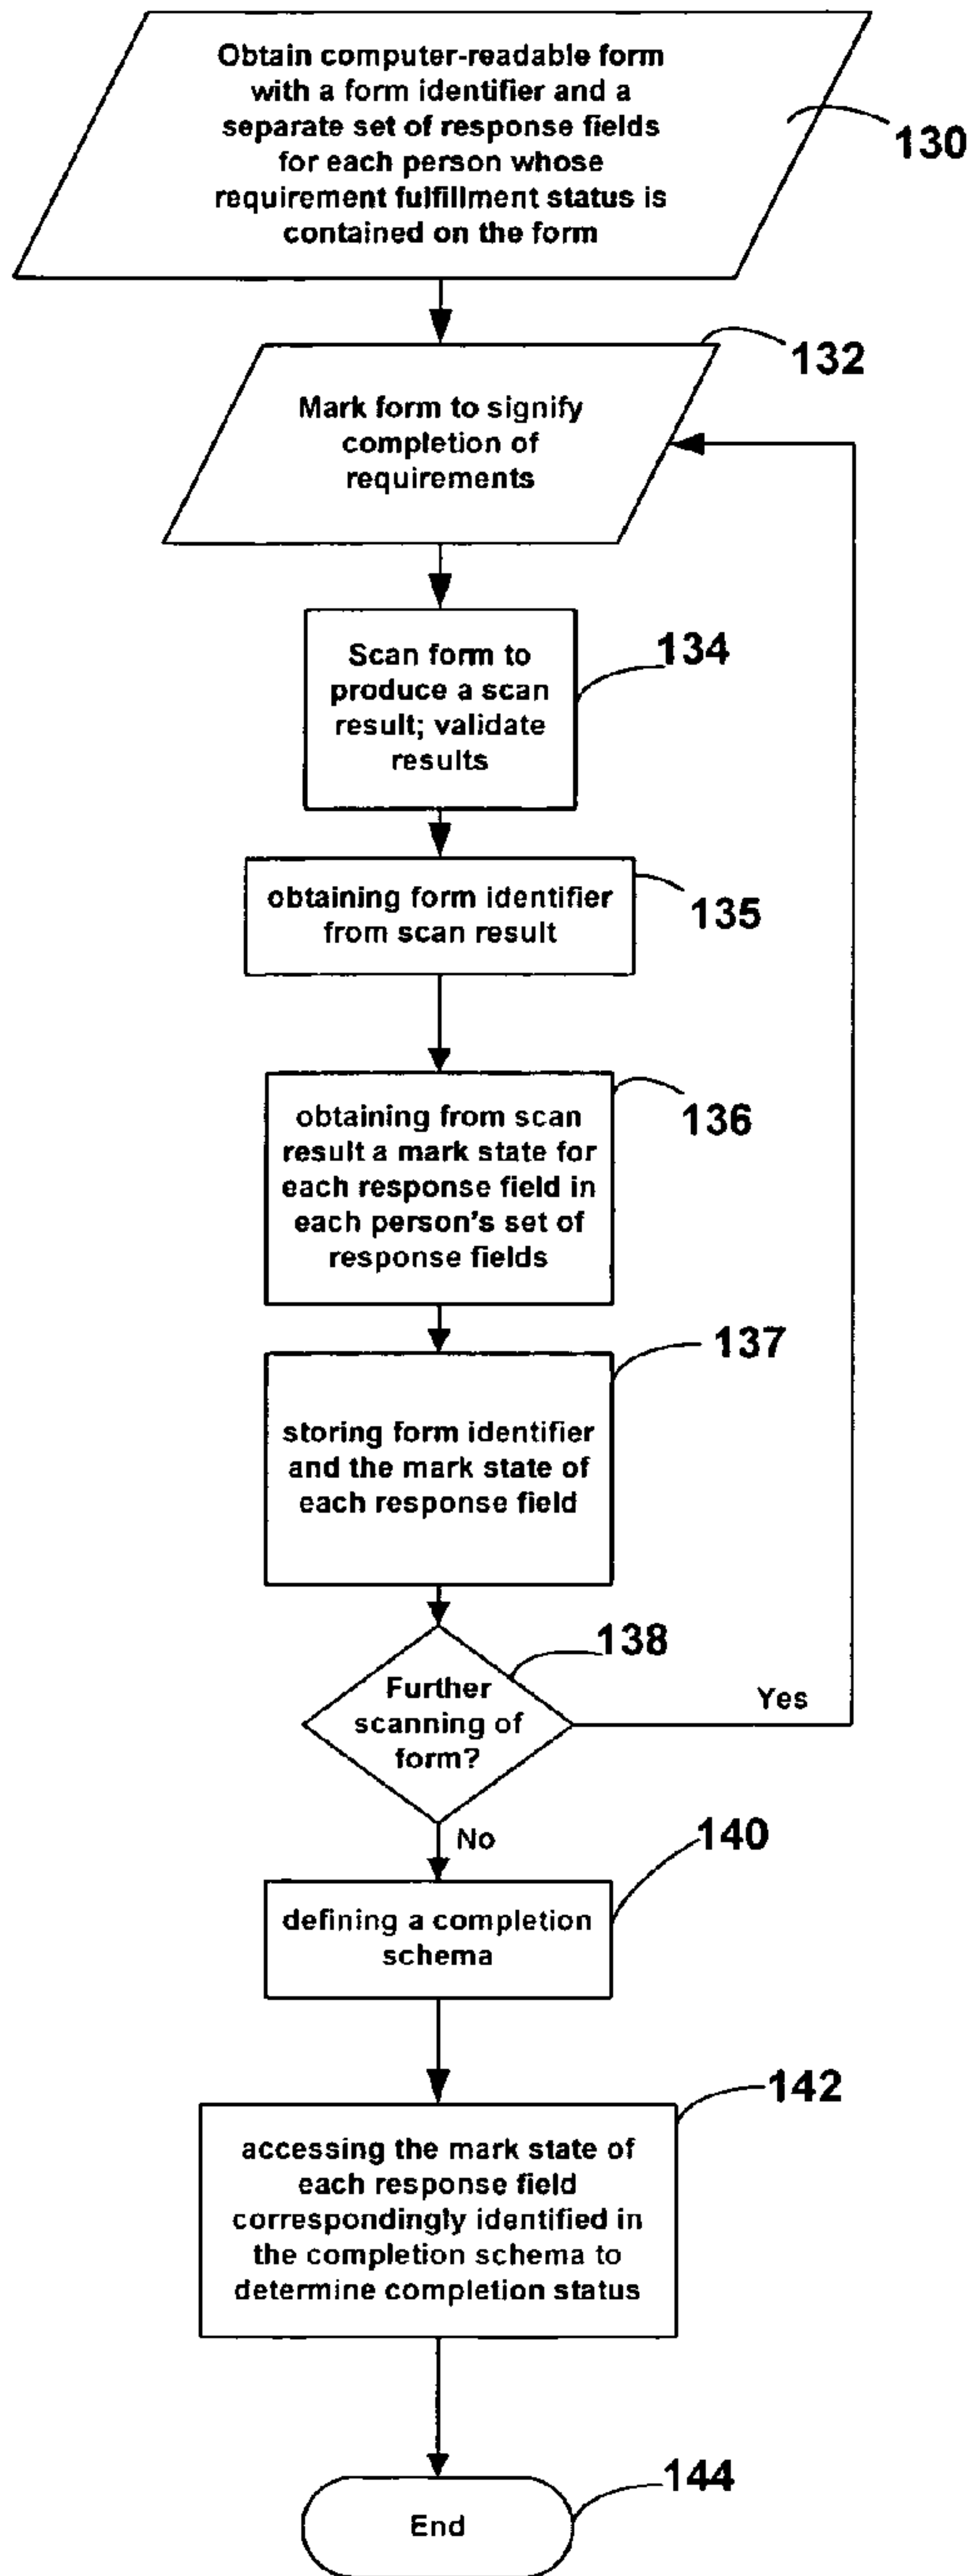 Obtain computer-readable form
with a form identifier and a
separate set of response fields
for each person whose
requirement fulfillment status is
contained on the form
130
132
Mark form to signify
completion of
requirements
134
Scan form to
produce a scan
result; validate
results
135
obtaining form identifier
from scan result
136
obtaining from scan
result a mark state for
each response field in
each person's set of
response fields
137
storing form identifier
and the mark state of
each response field
138
Further
scanning of
form?
Yes
No
140
defining a completion
schema
142
accessing the mark state of
each response field
correspondingly identified in
the completion schema to
determine completion status
144
End